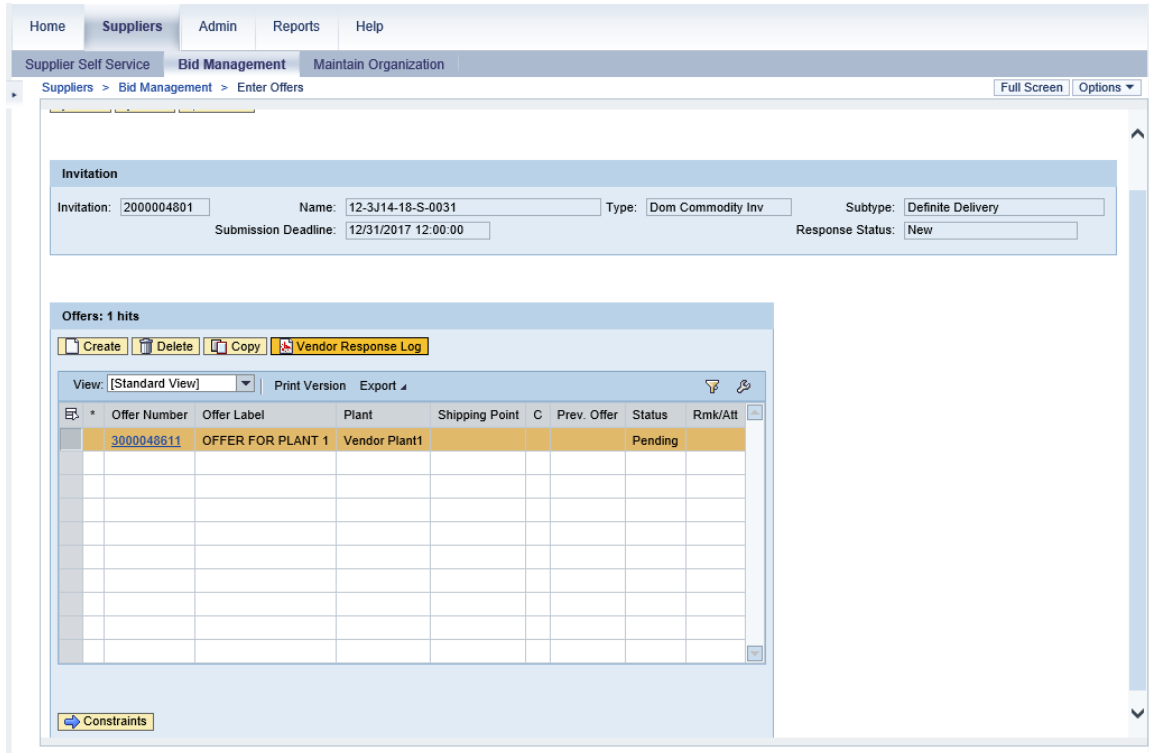 Home Suppliers Admin Reports Help
Supplier Self Service Bid Management Maintain Organization
Suppliers > Bid Management > Enter Offers Full Screen Options
Invitation
Invitation: 2000004801 Name: 12-3J14-18-S-0031 Type: Dom Commodity Inv Subtype: Definite Delivery
Submission Deadline: 12/31/2017 12:00:00 Response Status: New
Offers: 1 hits
Create Delete Copy Vendor Response Log
View: [Standard View] Print Version Export
* Offer Number Offer Label Plant Shipping Point C Prev. Offer Status Rmk/Att
3000048611 OFFER FOR PLANT 1 Vendor Plant1 Pending
Constraints